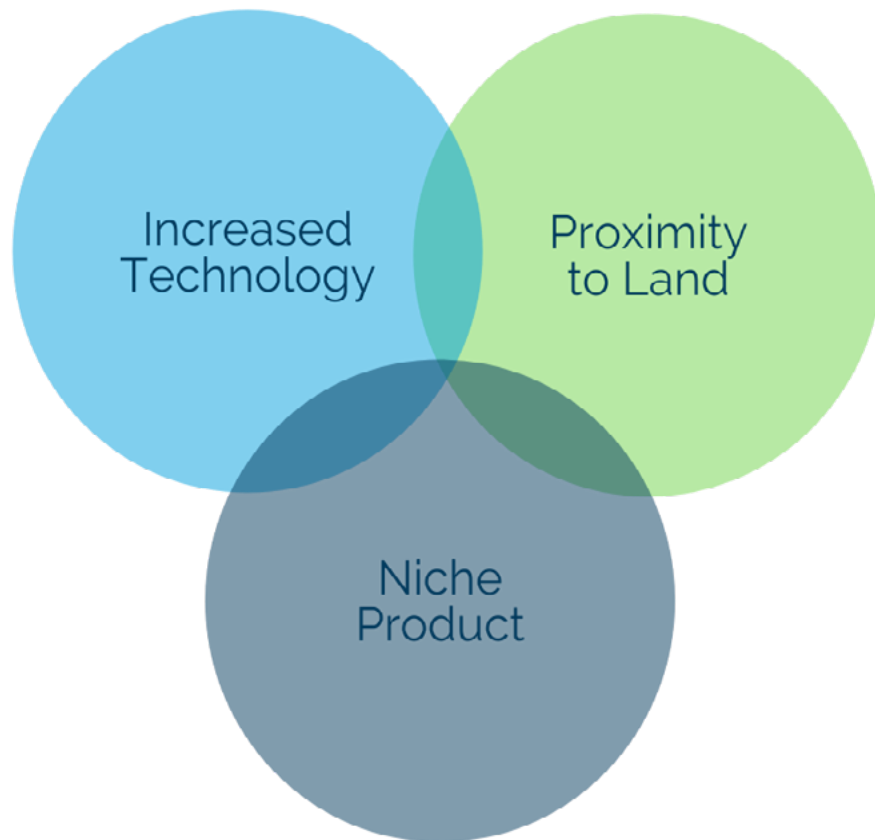 Increased
Technology
Proximity
to Land
Niche
Product